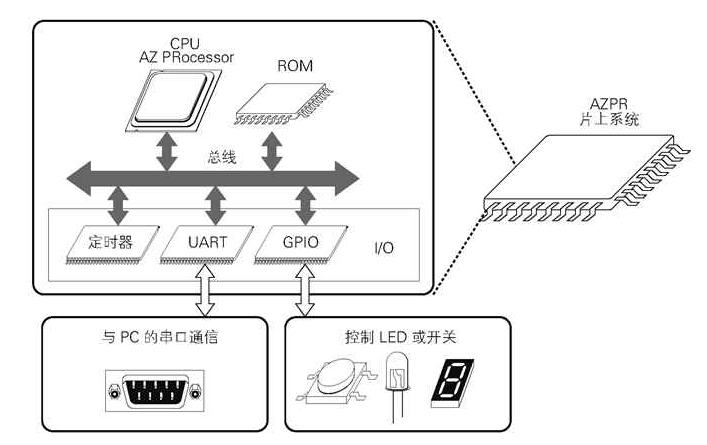 CPU
AZ PRocessor
ROM
AZPR
片上系统
总线
定时器
UART
GPIO
I/O
与 PC 的串口通信
控制 LED 或开关